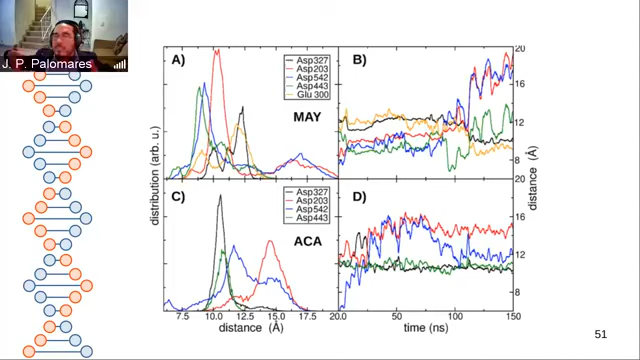 J. P. Palomares
A)
Asp327
Asp203
Asp542
Asp443
Glu 300
MAY
B)
20
16
12
8
20
distance (Å)
distribution (arb. u.)
C)
Asp327
Asp203
Asp542
Asp443
ACA
D)
16
12
8
7.5 10.0 12.5 15.0 17.5 20.0 50 100 150
distance (Å)
time (ns)
51